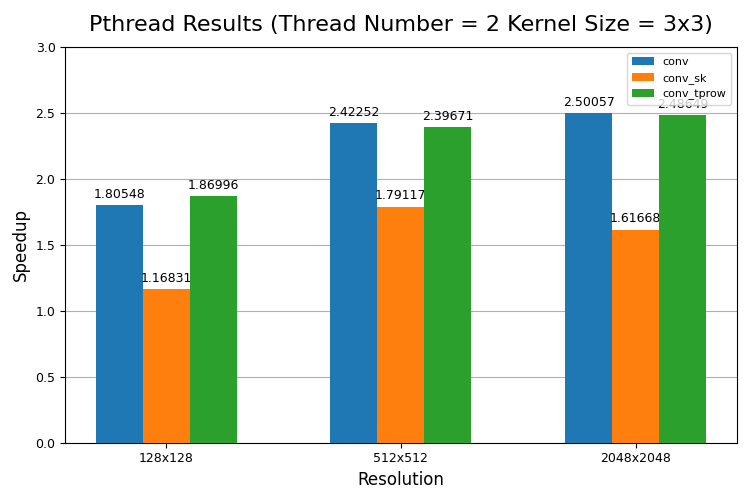 Pthread Results (Thread Number = 2 Kernel Size = 3x3)
3.0
2.5
2.0
1.5
1.0
0.5
0.0
Speedup
conv
conv_sk
conv_tprow
1.80548
1.16831
1.86996
2.42252
1.79117
2.39671
2.50057
1.61668
2.48649
128x128
512x512
2048x2048
Resolution